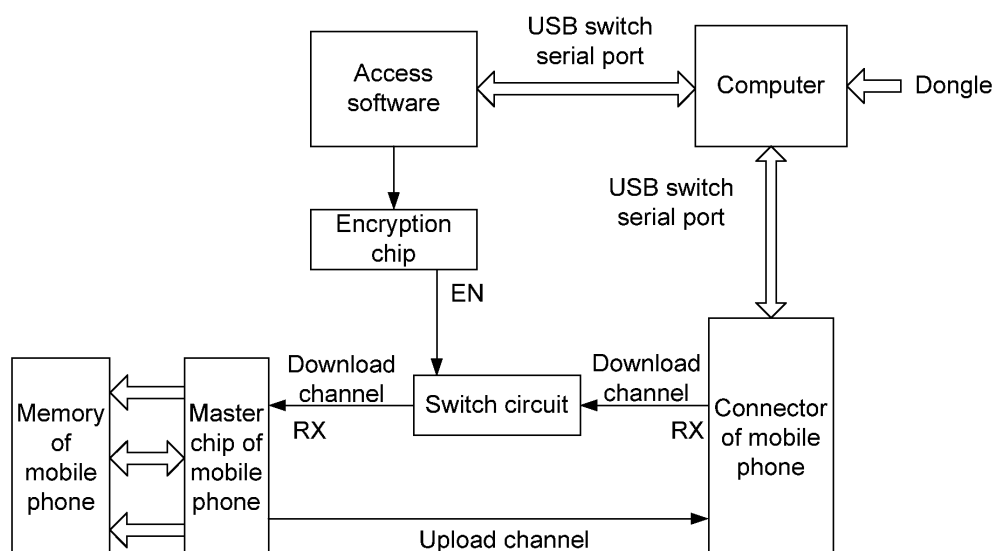 USB switch
serial port
Access
software
Computer
Dongle
USB switch
serial port
Encryption
chip
EN
Download
channel
RX
Switch circuit
Download
channel
RX
Memory
of
mobile
phone
Master
chip of
mobile
phone
Connector
of mobile
phone
Upload channel